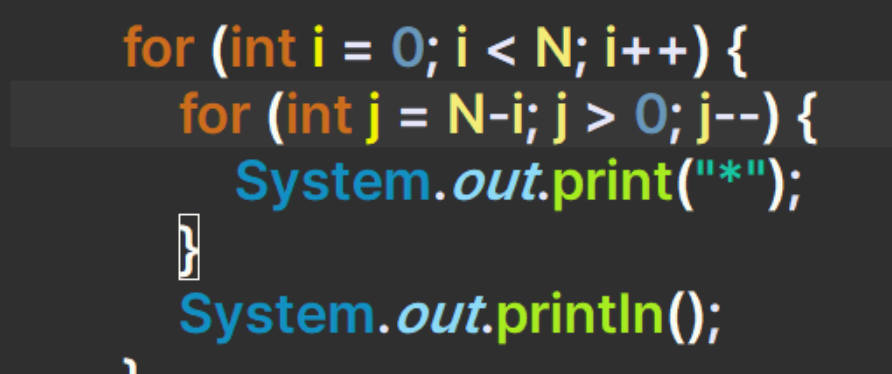 for (int i = 0; i < N; i++) {
for (int j = N-i; j > 0; j--) {
System.out.print("*");
}
System.out.println();
}